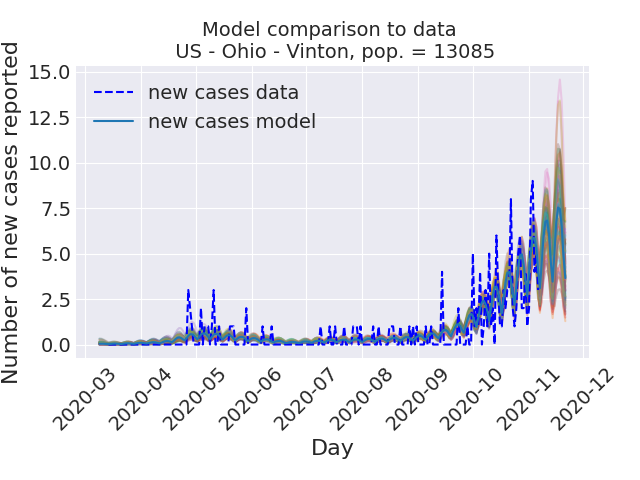 Model comparison to data
US - Ohio - Vinton, pop. = 13085
Number of new cases reported
15.0
12.5
10.0
7.5
5.0
2.5
0.0
new cases data
new cases model
2020-03
2020-04
2020-05
2020-06
2020-07
2020-08
2020-09
2020-10
2020-11
2020-12
Day